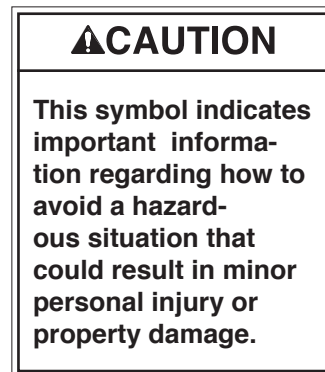 ⚠CAUTION
This symbol indicates
important informa-
tion regarding how to
avoid a hazard-
ous situation that
could result in minor
personal injury or
property damage.